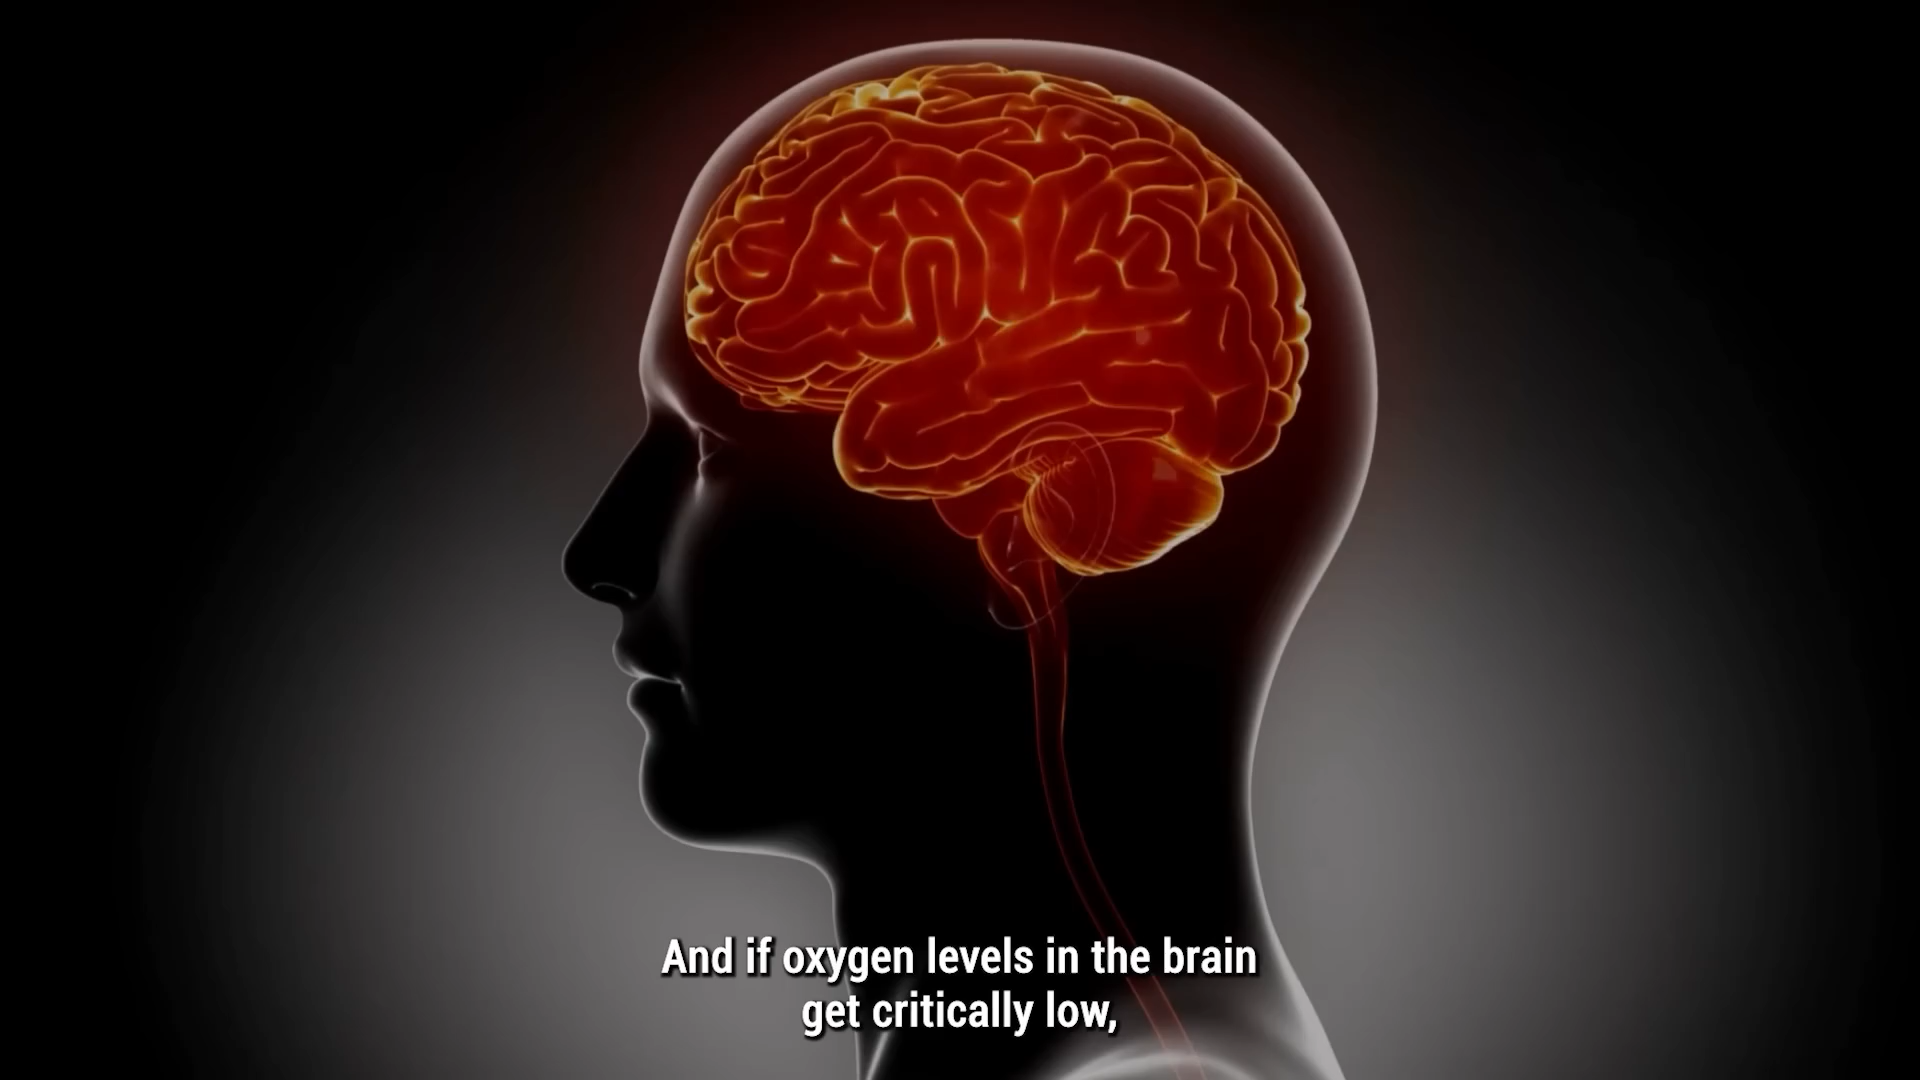 And if oxygen levels in the brain
get critically low,